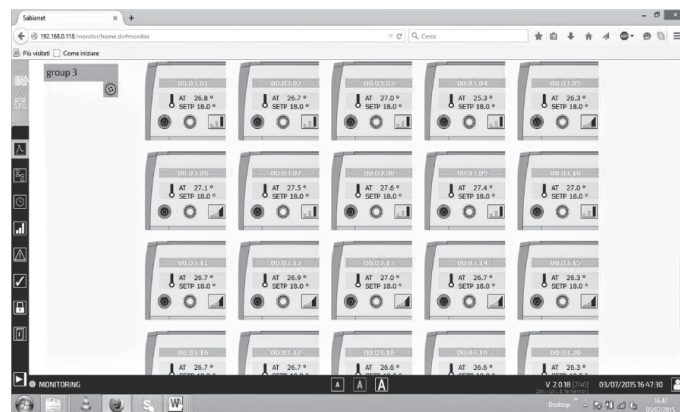 Sabianet
192.168.0.118/monitor/home.do#monitor
Cerca
Più visitati Come iniziare
group 3
00.03.01 00.03.02 00.03.03 00.03.04 00.03.05
AT 26.8 ° AT 26.7 ° AT 27.0 ° AT 25.3 ° AT 26.3 °
SETP 18.0 ° SETP 18.0 ° SETP 18.0 ° SETP 18.0 ° SETP 18.0 °
00.03.06 00.03.07 00.03.08 00.03.09 00.03.10
AT 27.1 ° AT 27.5 ° AT 27.6 ° AT 27.4 ° AT 27.0 °
SETP 18.0 ° SETP 18.0 ° SETP 18.0 ° SETP 18.0 ° SETP 18.0 °
00.03.11 00.03.12 00.03.13 00.03.14 00.03.15
AT 26.7 ° AT 26.9 ° AT 27.0 ° AT 26.7 ° AT 26.3 °
SETP 18.0 ° SETP 18.0 ° SETP 18.0 ° SETP 18.0 ° SETP 18.0 °
00.03.16 00.03.17 00.03.18 00.03.19 00.03.20
AT 26.7 ° AT 26.7 ° AT 26.6 ° AT 26.6 ° AT 26.3 °
MONITORING A A A V. 2.0.18 03/07/2015 16:47:30
Desktop 16.47
03/07/2015